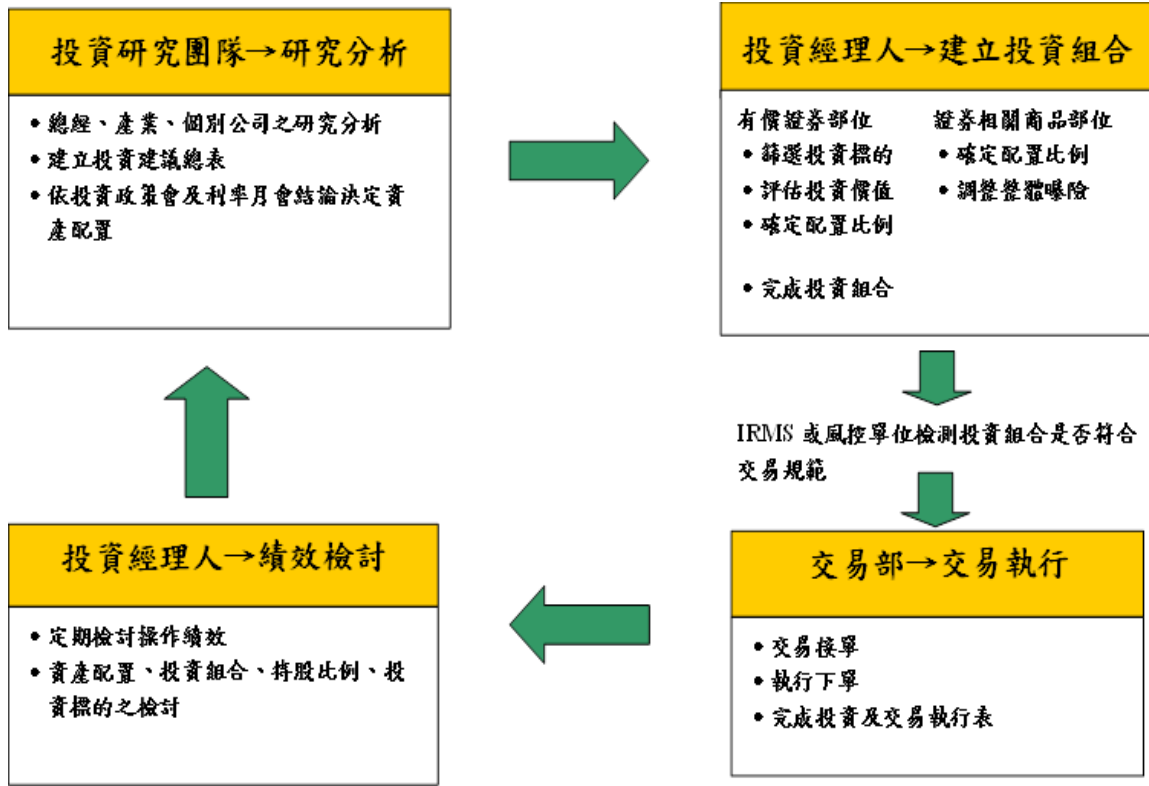 投資研究團隊→研究分析
• 總經、產業、個別公司之研究分析
• 建立投資建議總表
• 依投資政策會及利率月會結論決定資
產配置
投資經理人→建立投資組合
有價證券部位
• 篩選投資標的
• 評估投資價值
• 確定配置比例
• 完成投資組合
證券相關商品部位
• 確定配置比例
• 調整整體曝險
IRMS 或風控單位檢測投資組合是否符合
交易規範
交易部→交易執行
• 交易接單
• 執行下單
• 完成投資及交易執行表
投資經理人→績效檢討
• 定期檢討操作績效
• 資產配置、投資組合、持股比例、投
資標的之檢討